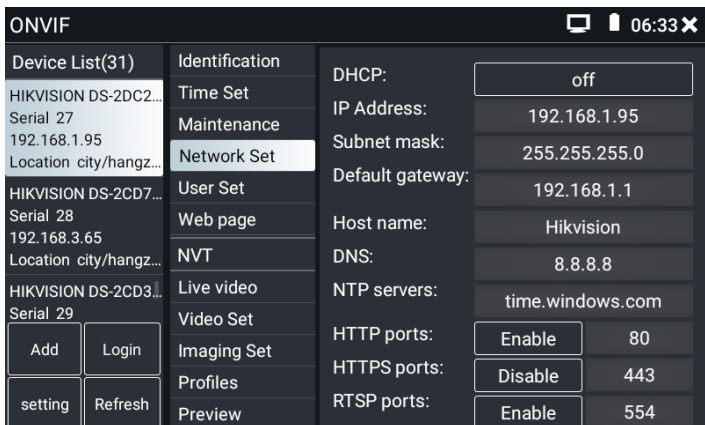 ONVIF
06:33
Device List(31)
HIKVISION DS-2DC2...
Serial 27
192.168.1.95
Location city/hangz...
HIKVISION DS-2CD7...
Serial 28
192.168.3.65
Location city/hangz...
HIKVISION DS-2CD3...
Serial 29
Add
Login
setting
Refresh
Identification
Time Set
Maintenance
Network Set
User Set
Web page
NVT
Live video
Video Set
Imaging Set
Profiles
Preview
DHCP: off
IP Address: 192.168.1.95
Subnet mask: 255.255.255.0
Default gateway: 192.168.1.1
Host name: Hikvision
DNS: 8.8.8.8
NTP servers: time.windows.com
HTTP ports: Enable 80
HTTPS ports: Disable 443
RTSP ports: Enable 554